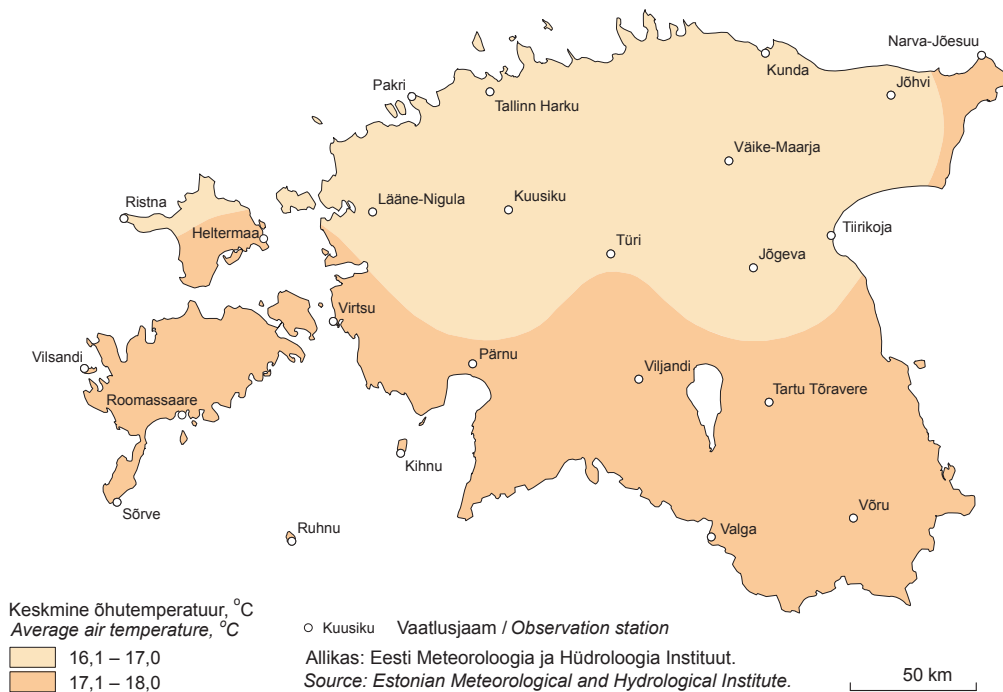 Narva-Jõesuu
Kunda
Pakri
Tallinn Harku
Jõhvi
Väike-Maarja
Ristna
Lääne-Nigula
Kuusiku
Heltermaa
Tiirikoja
Türi
Jõgeva
Virtsu
Vilsandi
Pärnu
Viljandi
Tartu Tõravere
Roomassaare
Kihnu
Sõrve
Ruhnu
Võru
Valga
Keskmine õhutemperatuur, °C
Average air temperature, °C
16,1 – 17,0
17,1 – 18,0
Kuusiku Vaatlusjaam / Observation station
Allikas: Eesti Meteoroloogia ja Hüdroloogia Instituut.
Source: Estonian Meteorological and Hydrological Institute.
50 km